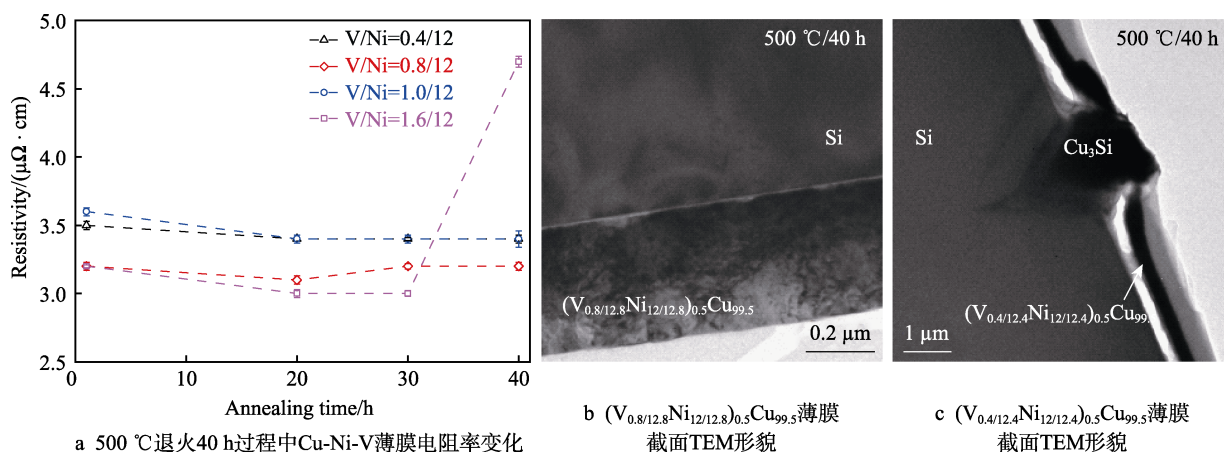 5.0
4.5
4.0
3.5
3.0
2.5
Resistivity/(μΩ · cm)
V/Ni=0.4/12
V/Ni=0.8/12
V/Ni=1.0/12
V/Ni=1.6/12
0 10 20 30 40
Annealing time/h
a 500 ℃退火40 h过程中Cu-Ni-V薄膜电阻率变化
500 ℃/40 h
Si
(V0.8/12.8Ni12/12.8)0.5Cu99.5
0.2 μm
b (V0.8/12.8Ni12/12.8)0.5Cu99.5薄膜
截面TEM形貌
500 ℃/40 h
Si
Cu3Si
(V0.4/12.4Ni12/12.4)0.5Cu99.
1 μm
c (V0.4/12.4Ni12/12.4)0.5Cu99.5薄膜
截面TEM形貌